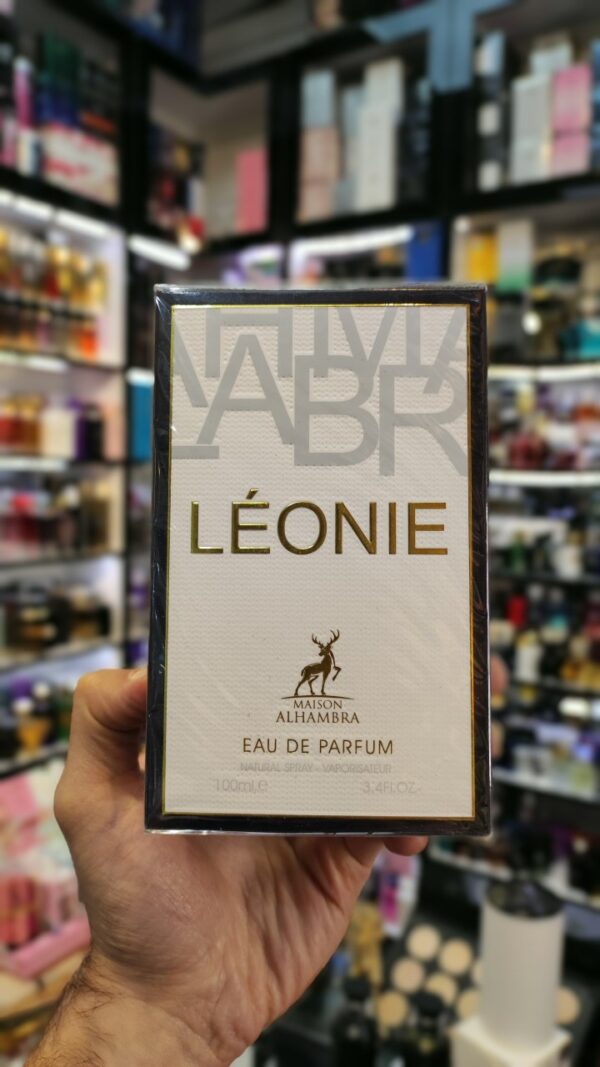 LÉONIE
MAISON
ALHAMBRA
EAU DE PARFUM
NATURAL SPRAY - VAPORISATEUR
100ml.e 3.4FL.OZ.